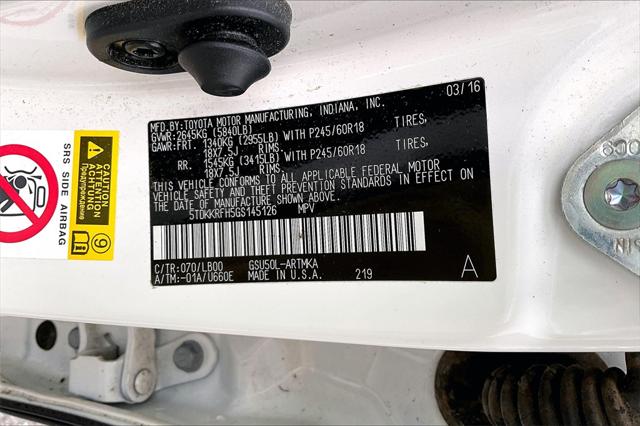 03/16
MFD.BY:TOYOTA MOTOR MANUFACTURING, INDIANA, INC.
GVWR:2645KG (5840LB)
GAWR:FRT. 1340KG (2955LB) WITH P245/60R18 TIRES,
18X7.5J RIMS
RR. 1545KG (3415LB) WITH P245/60R18 TIRES,
18X7.5J RIMS
THIS VEHICLE CONFORMS TO ALL APPLICABLE FEDERAL MOTOR
VEHICLE SAFETY AND THEFT PREVENTION STANDARDS IN EFFECT ON
THE DATE OF MANUFACTURE SHOWN ABOVE.
5TDKKRFH5GS145126 MPV
C/TR:070/LB00 GSU50L-ARTMKA
A/TM:-01A/U660E MADE IN U.S.A. 219 A
SRS SIDE AIRBAG
ATTENTION
9